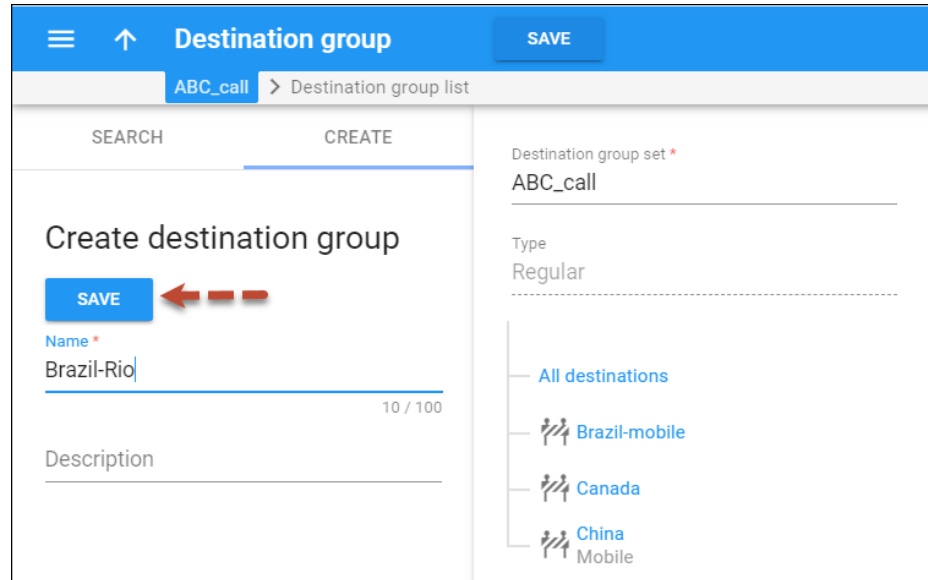 Destination group
SAVE
ABC_call > Destination group list
SEARCH
CREATE
Create destination group
SAVE
Name *
Brazil-Rio
10 / 100
Description
Destination group set *
ABC_call
Type
Regular
All destinations
Brazil-mobile
Canada
China
Mobile